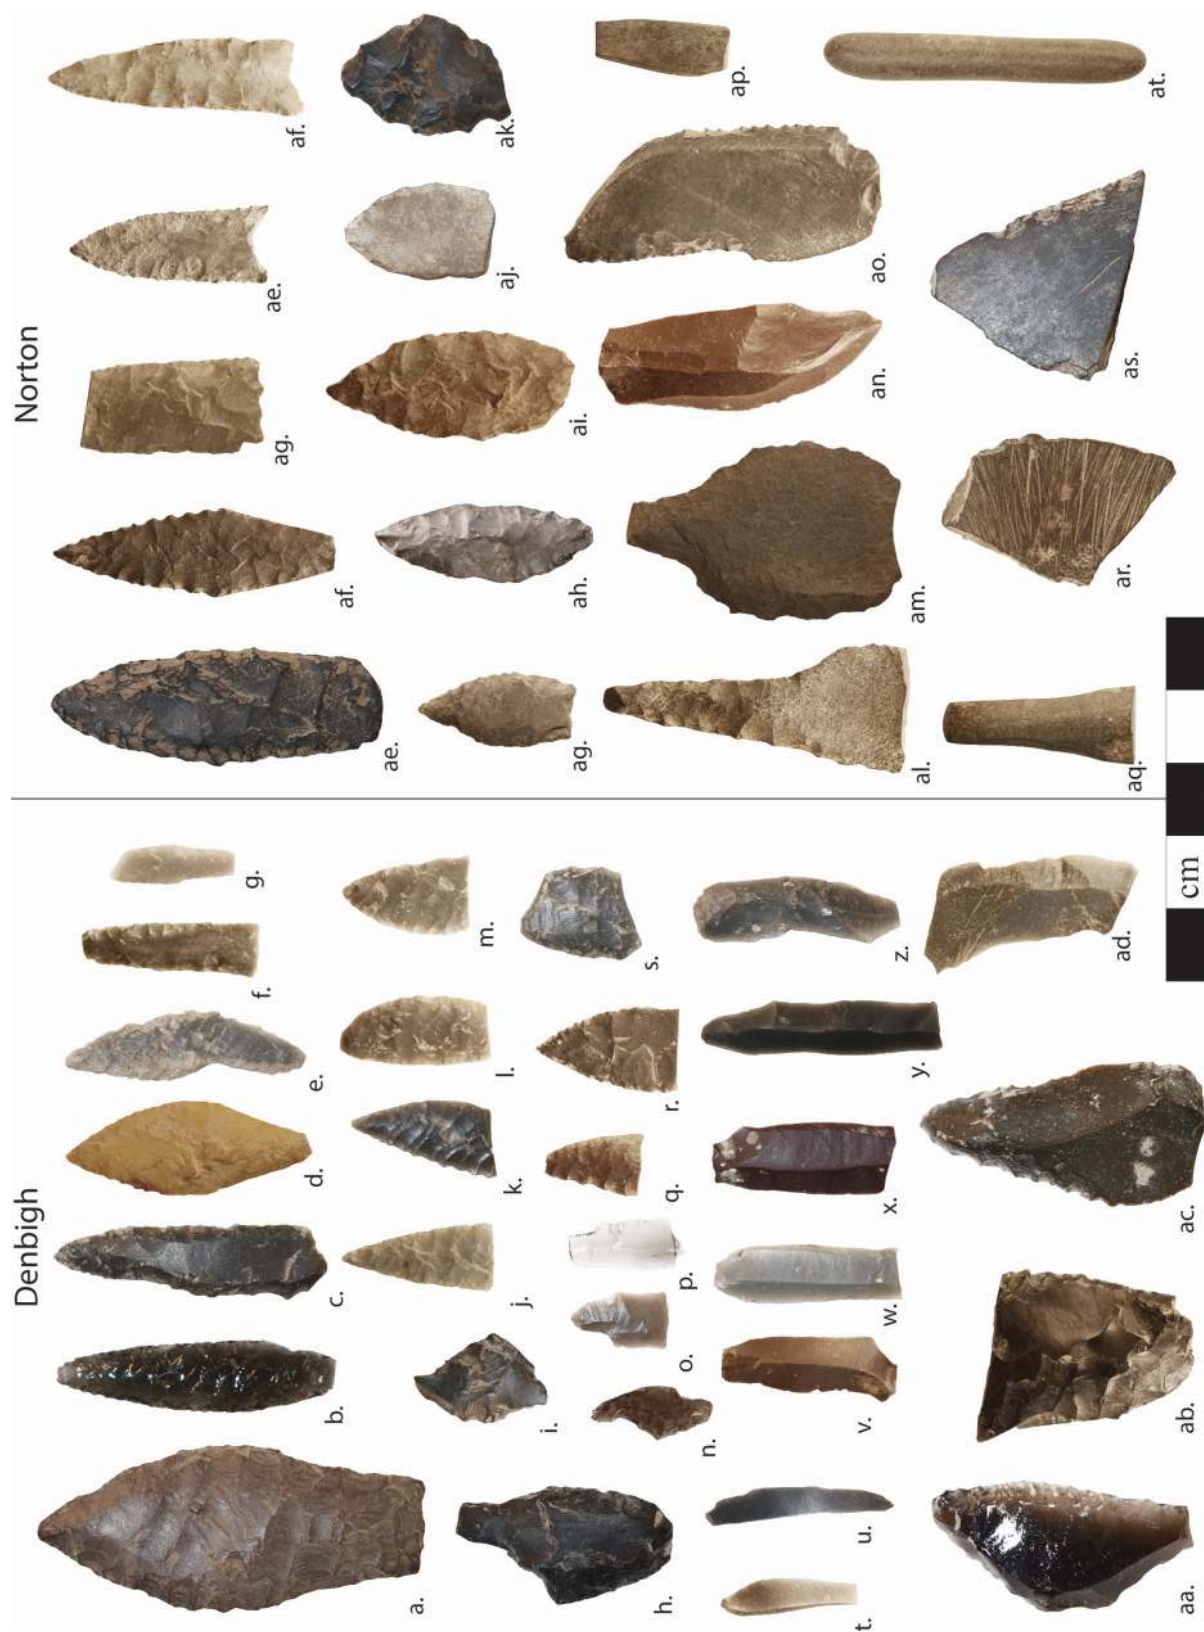 Denbigh
Norton
a.
b.
c.
d.
e.
f.
g.
h.
i.
j.
k.
l.
m.
n.
o.
p.
q.
r.
s.
t.
u.
v.
w.
x.
y.
z.
aa.
ab.
ac.
ad.
ae.
af.
ag.
ae.
af.
ag.
ah.
ai.
aj.
ak.
al.
am.
an.
ao.
ap.
aq.
ar.
as.
at.
cm